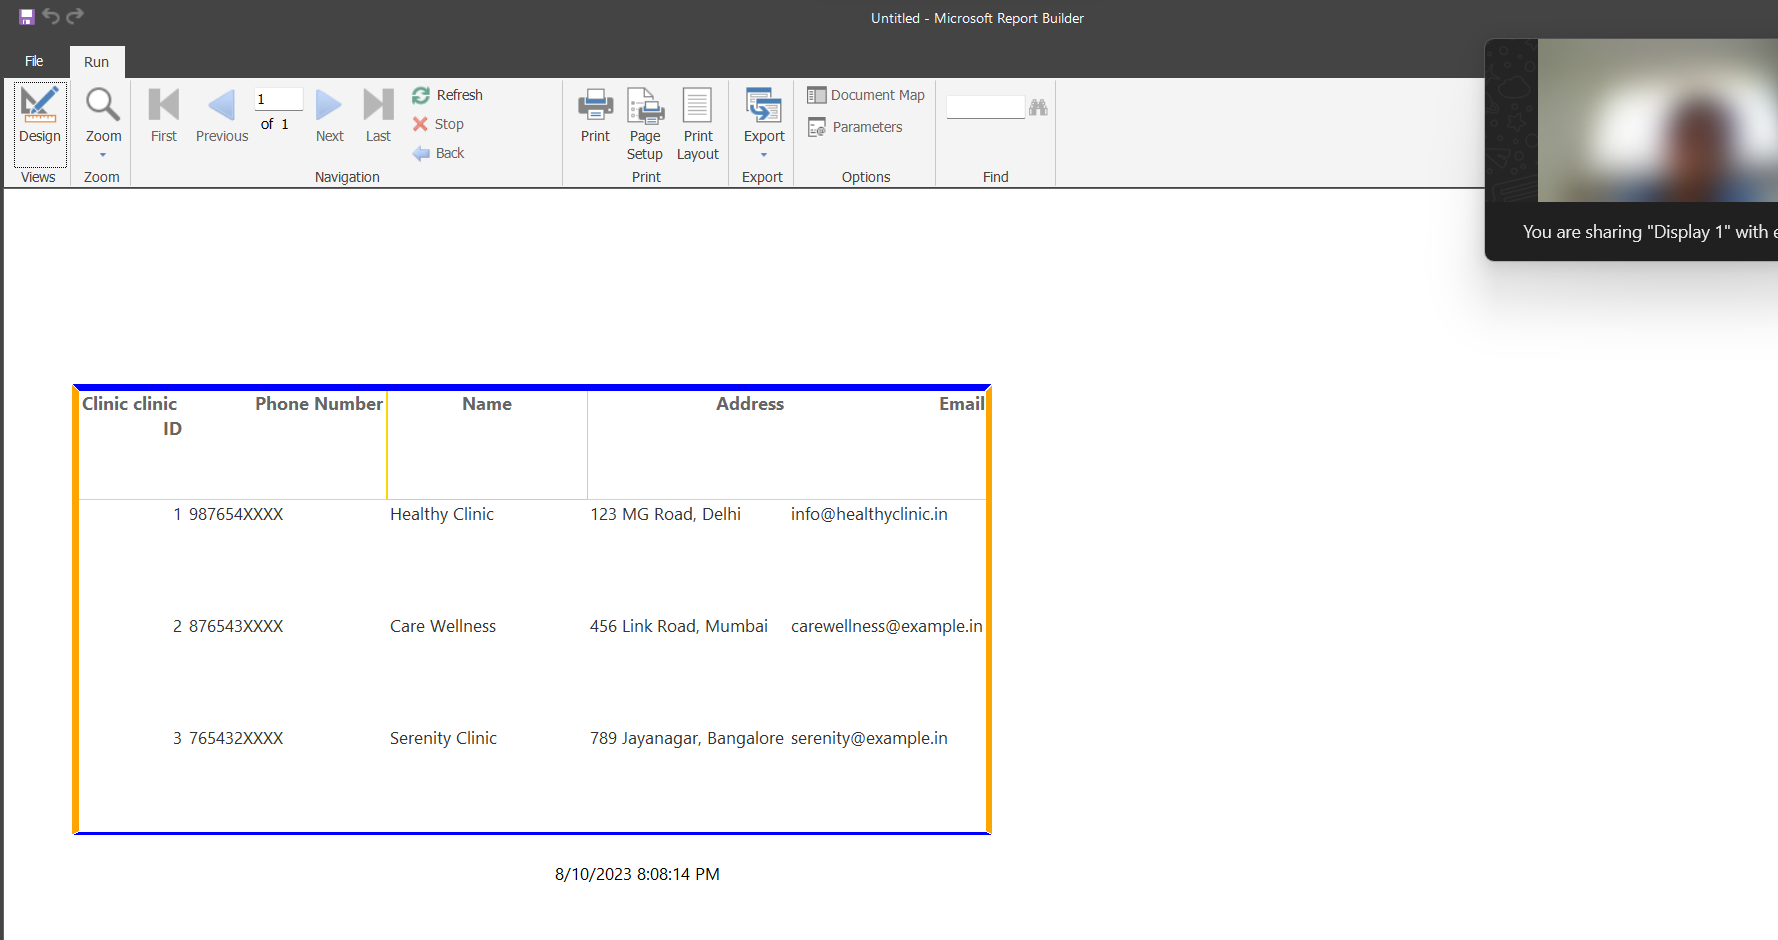 Untitled - Microsoft Report Builder
File Run
Design
Views
Zoom
Zoom
First
Previous
1
of 1
Next
Last
Refresh
Stop
Back
Navigation
Print
Page Setup
Print Layout
Print
Export
Export
Document Map
Parameters
Options
Find
You are sharing "Display 1" with e
Clinic clinic ID Phone Number Name Address Email
1 987654XXXX Healthy Clinic 123 MG Road, Delhi info@healthyclinic.in
2 876543XXXX Care Wellness 456 Link Road, Mumbai carewellness@example.in
3 765432XXXX Serenity Clinic 789 Jayanagar, Bangalore serenity@example.in
8/10/2023 8:08:14 PM